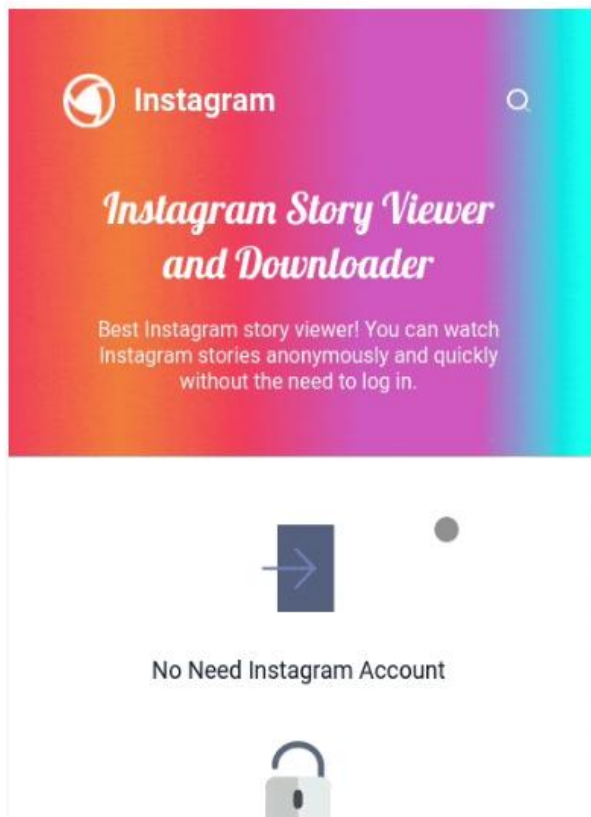 Instagram
Instagram Story Viewer
and Downloader
Best Instagram story viewer! You can watch
Instagram stories anonymously and quickly
without the need to log in.
No Need Instagram Account